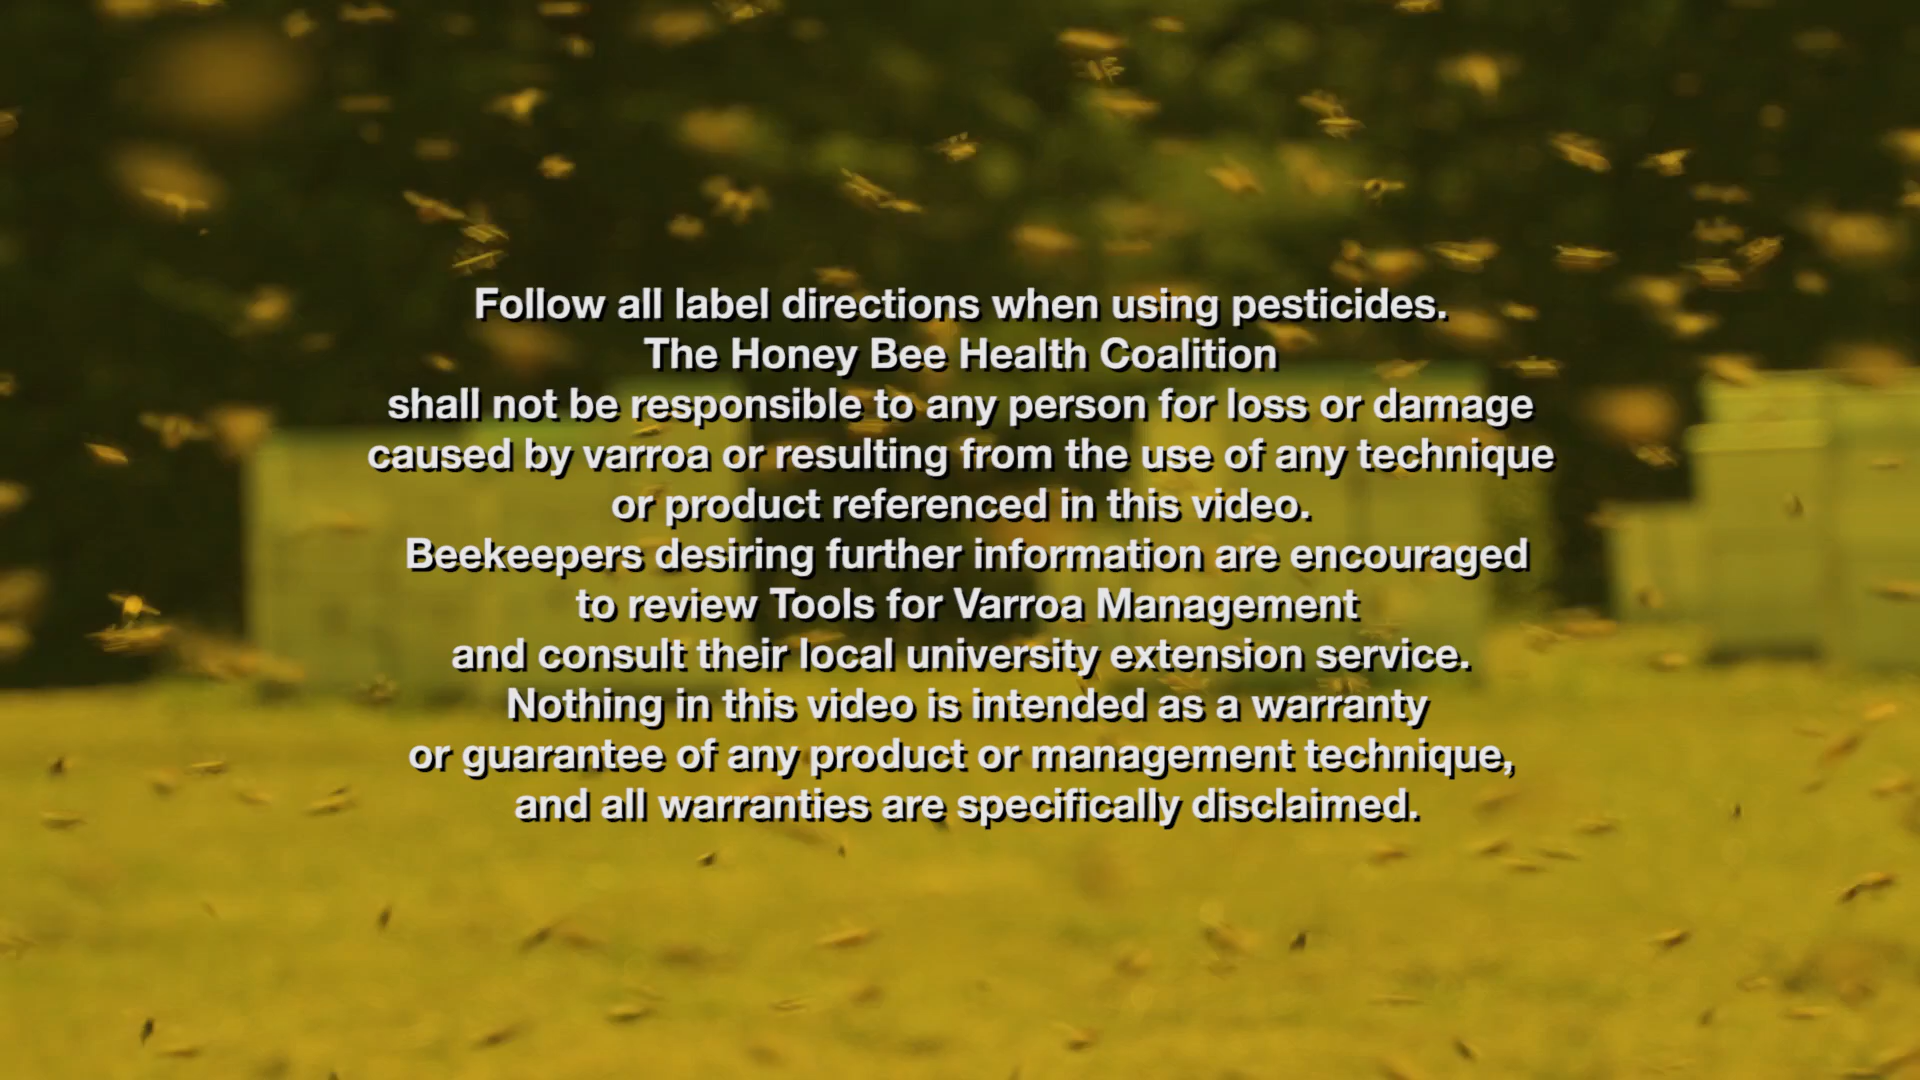 Follow all label directions when using pesticides.
The Honey Bee Health Coalition
shall not be responsible to any person for loss or damage
caused by varroa or resulting from the use of any technique
or product referenced in this video.
Beekeepers desiring further information are encouraged
to review Tools for Varroa Management
and consult their local university extension service.
Nothing in this video is intended as a warranty
or guarantee of any product or management technique,
and all warranties are specifically disclaimed.